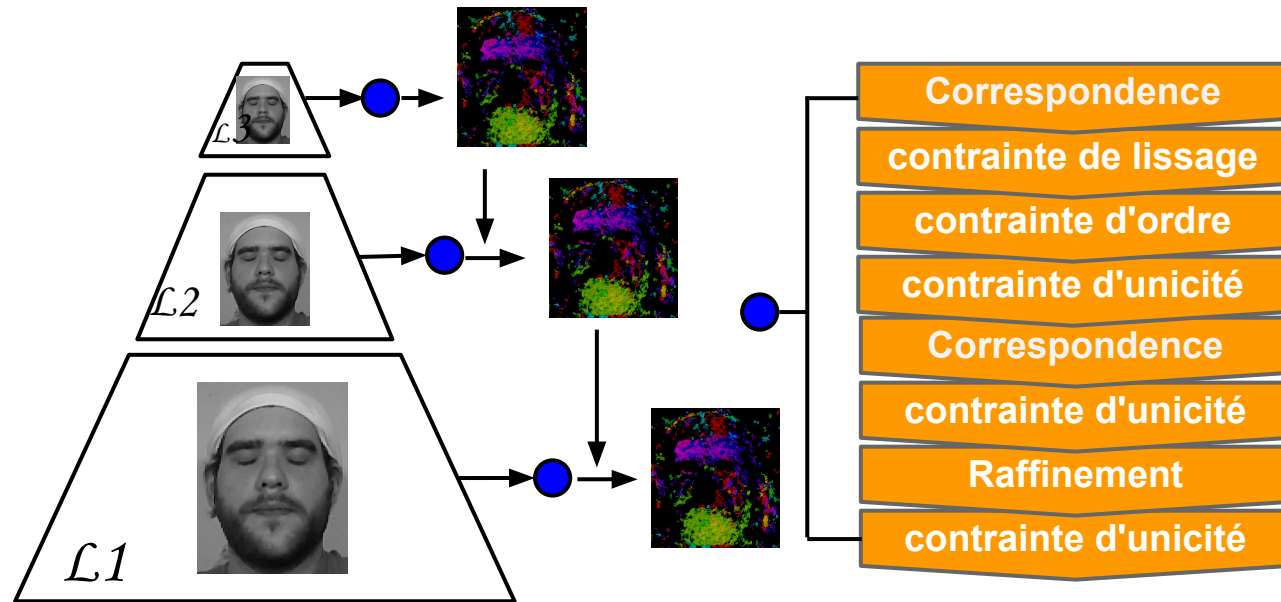 L3
L2
L1
Correspondence
contrainte de lissage
contrainte d'ordre
contrainte d'unicité
Correspondence
contrainte d'unicité
Raffinement
contrainte d'unicité